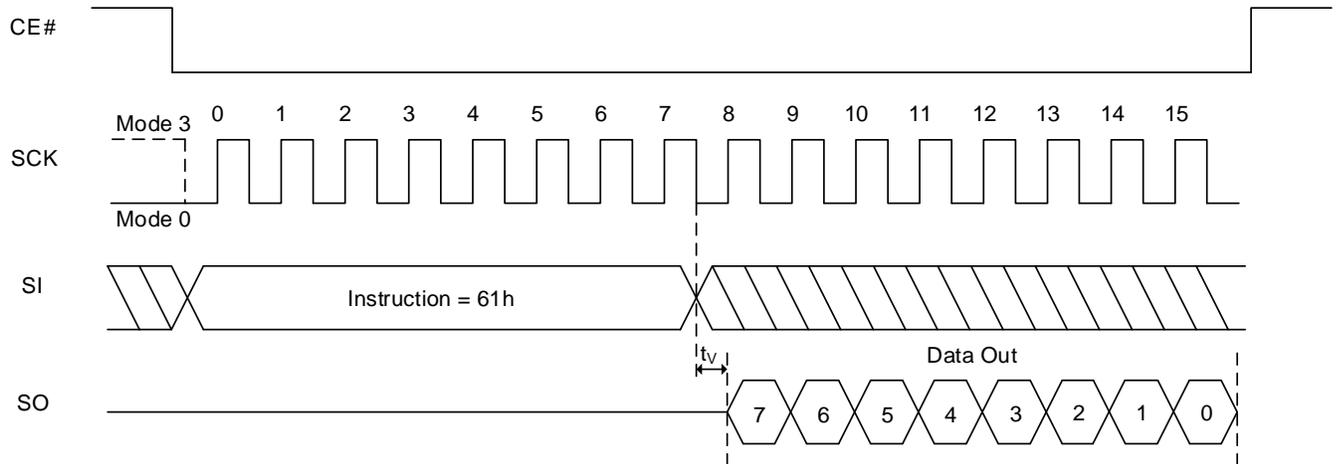 CE#
0 1 2 3 4 5 6 7 8 9 10 11 12 13 14 15
Mode 3
SCK
Mode 0
SI
Instruction = 61h
tV
Data Out
SO
7 6 5 4 3 2 1 0